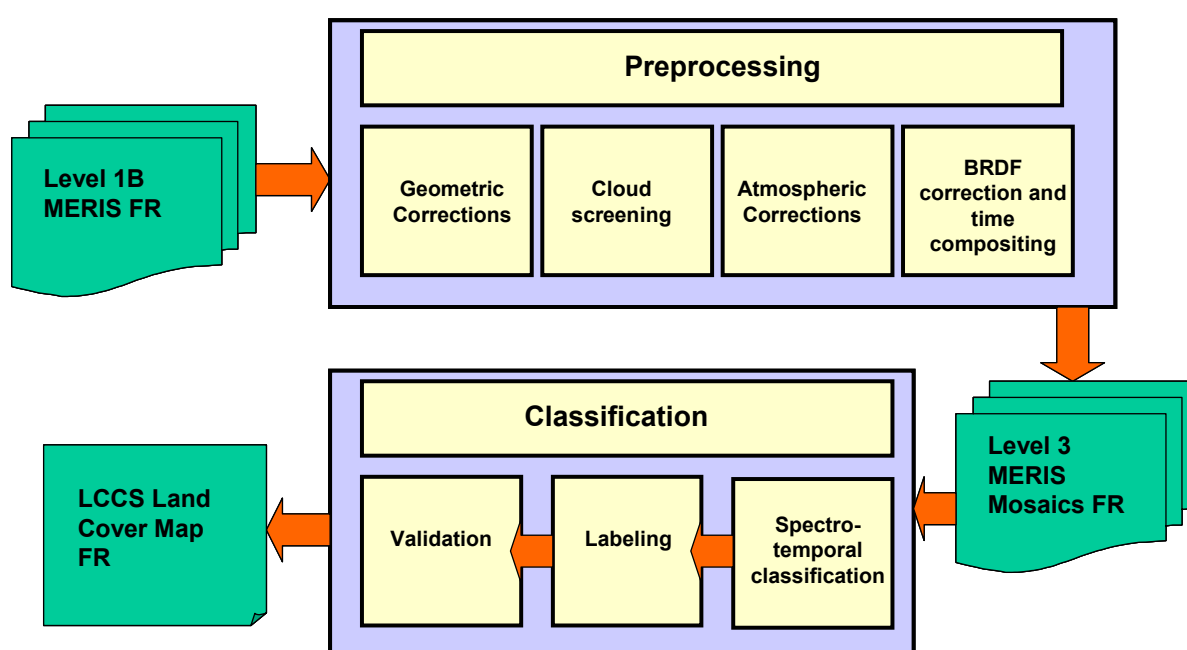 Preprocessing
Level 1B
MERIS FR
Geometric
Corrections
Cloud
screening
Atmospheric
Corrections
BRDF
correction and
time
compositing
Level 3
MERIS
Mosaics FR
Classification
Spectro-
temporal
classification
Labeling
Validation
LCCS Land
Cover Map
FR